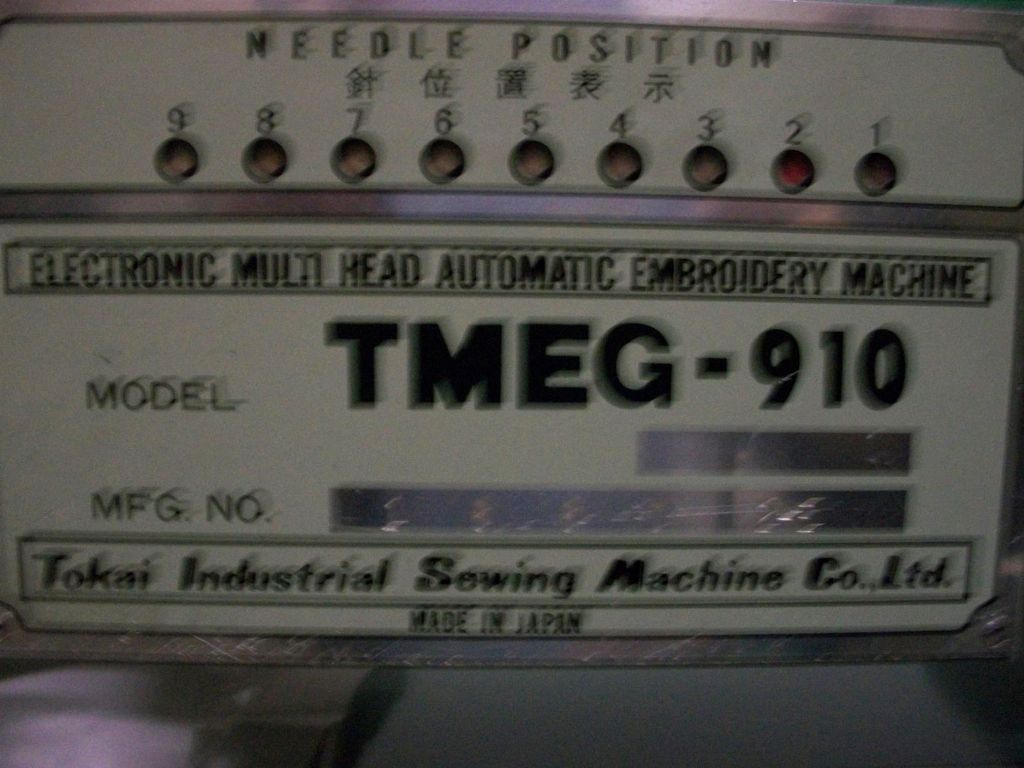 NEEDLE POSITION
針位置表示
9 8 7 6 5 4 3 2 1
ELECTRONIC MULTI HEAD AUTOMATIC EMBROIDERY MACHINE
MODEL TMEG-910
MFG. NO.
Tokai Industrial Sewing Machine Co.,Ltd.
MADE IN JAPAN